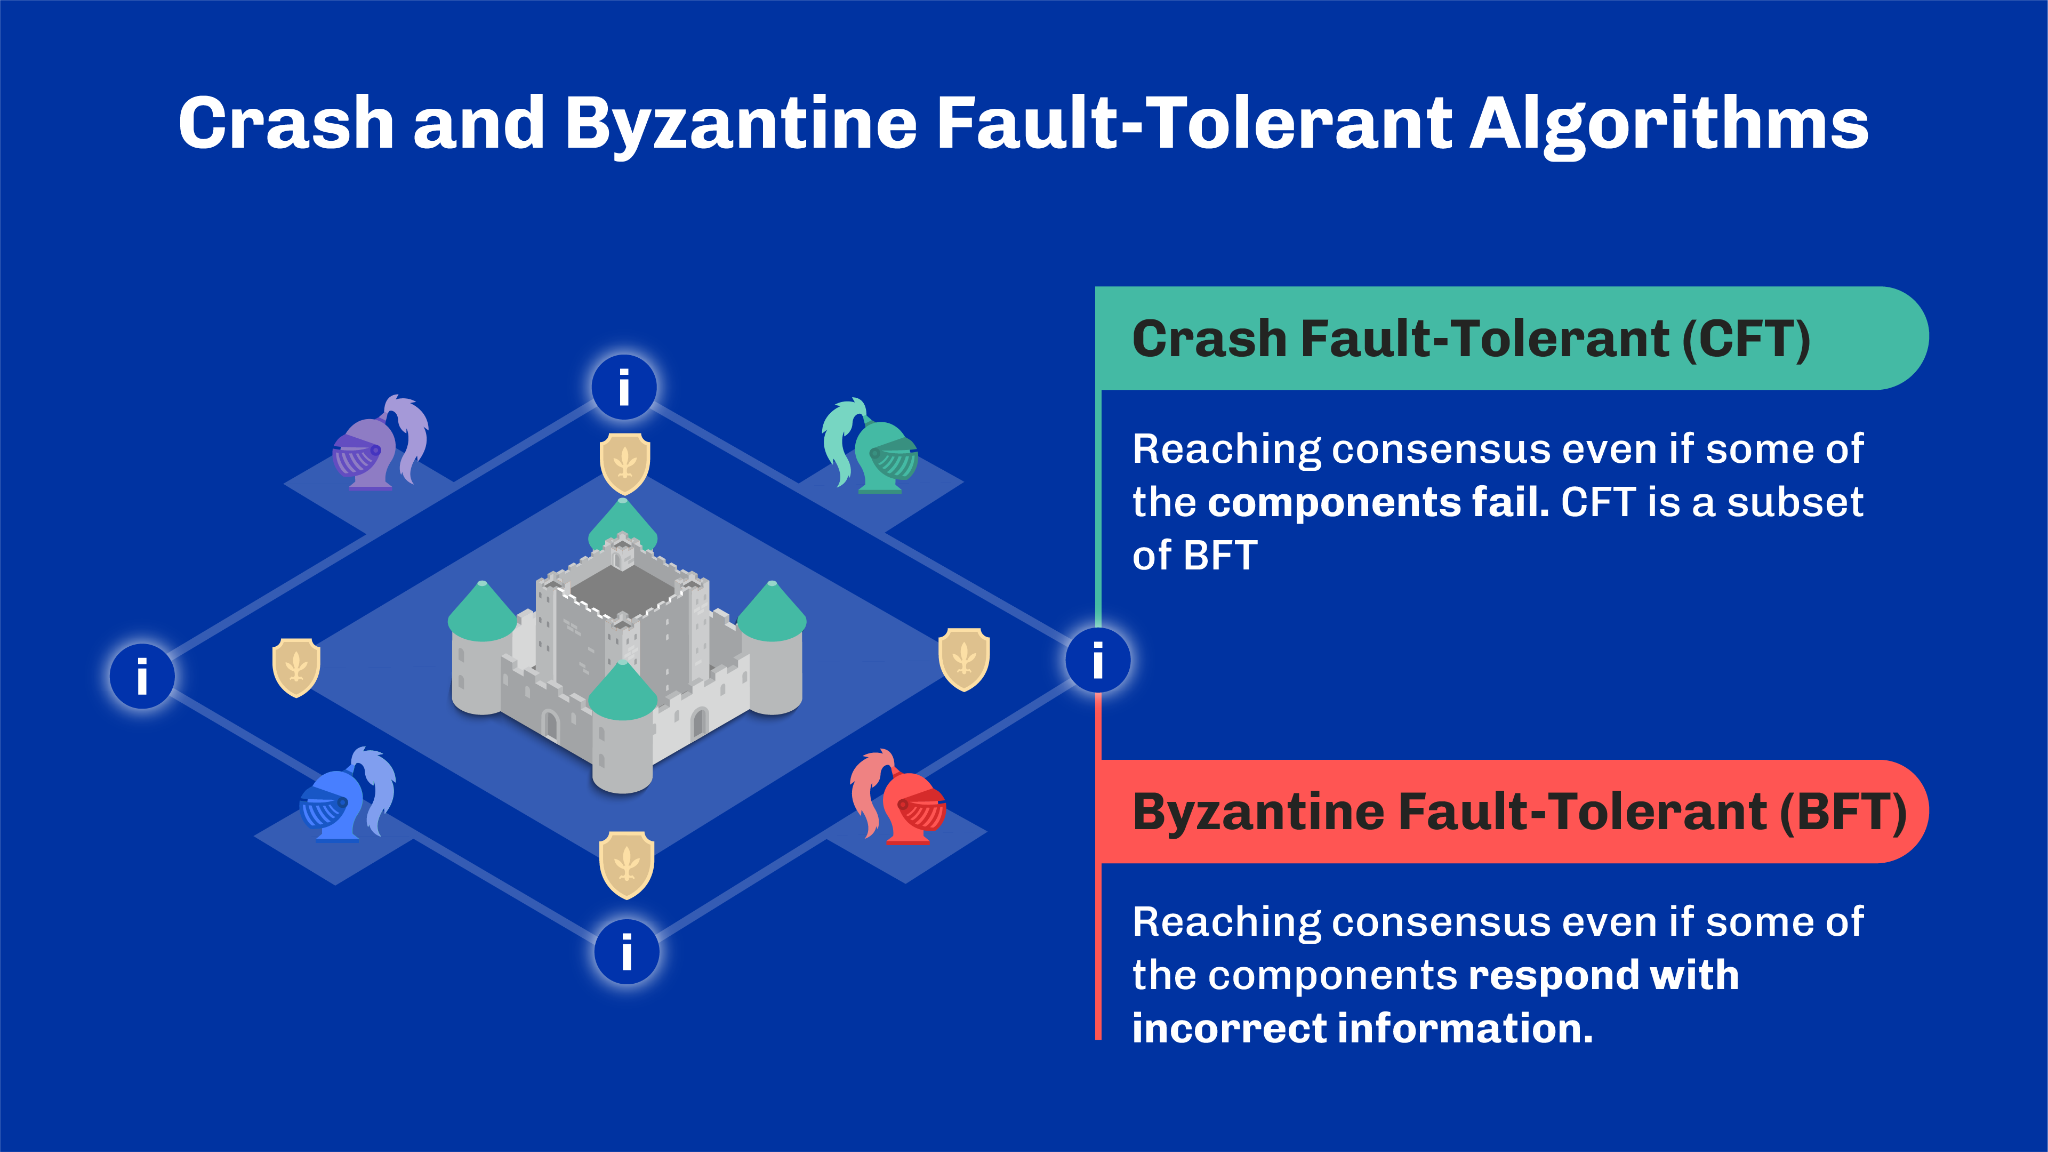 Crash and Byzantine Fault-Tolerant Algorithms
Crash Fault-Tolerant (CFT)
Reaching consensus even if some of
the components fail. CFT is a subset
of BFT
i
i
i
i
Byzantine Fault-Tolerant (BFT)
Reaching consensus even if some of
the components respond with
incorrect information.